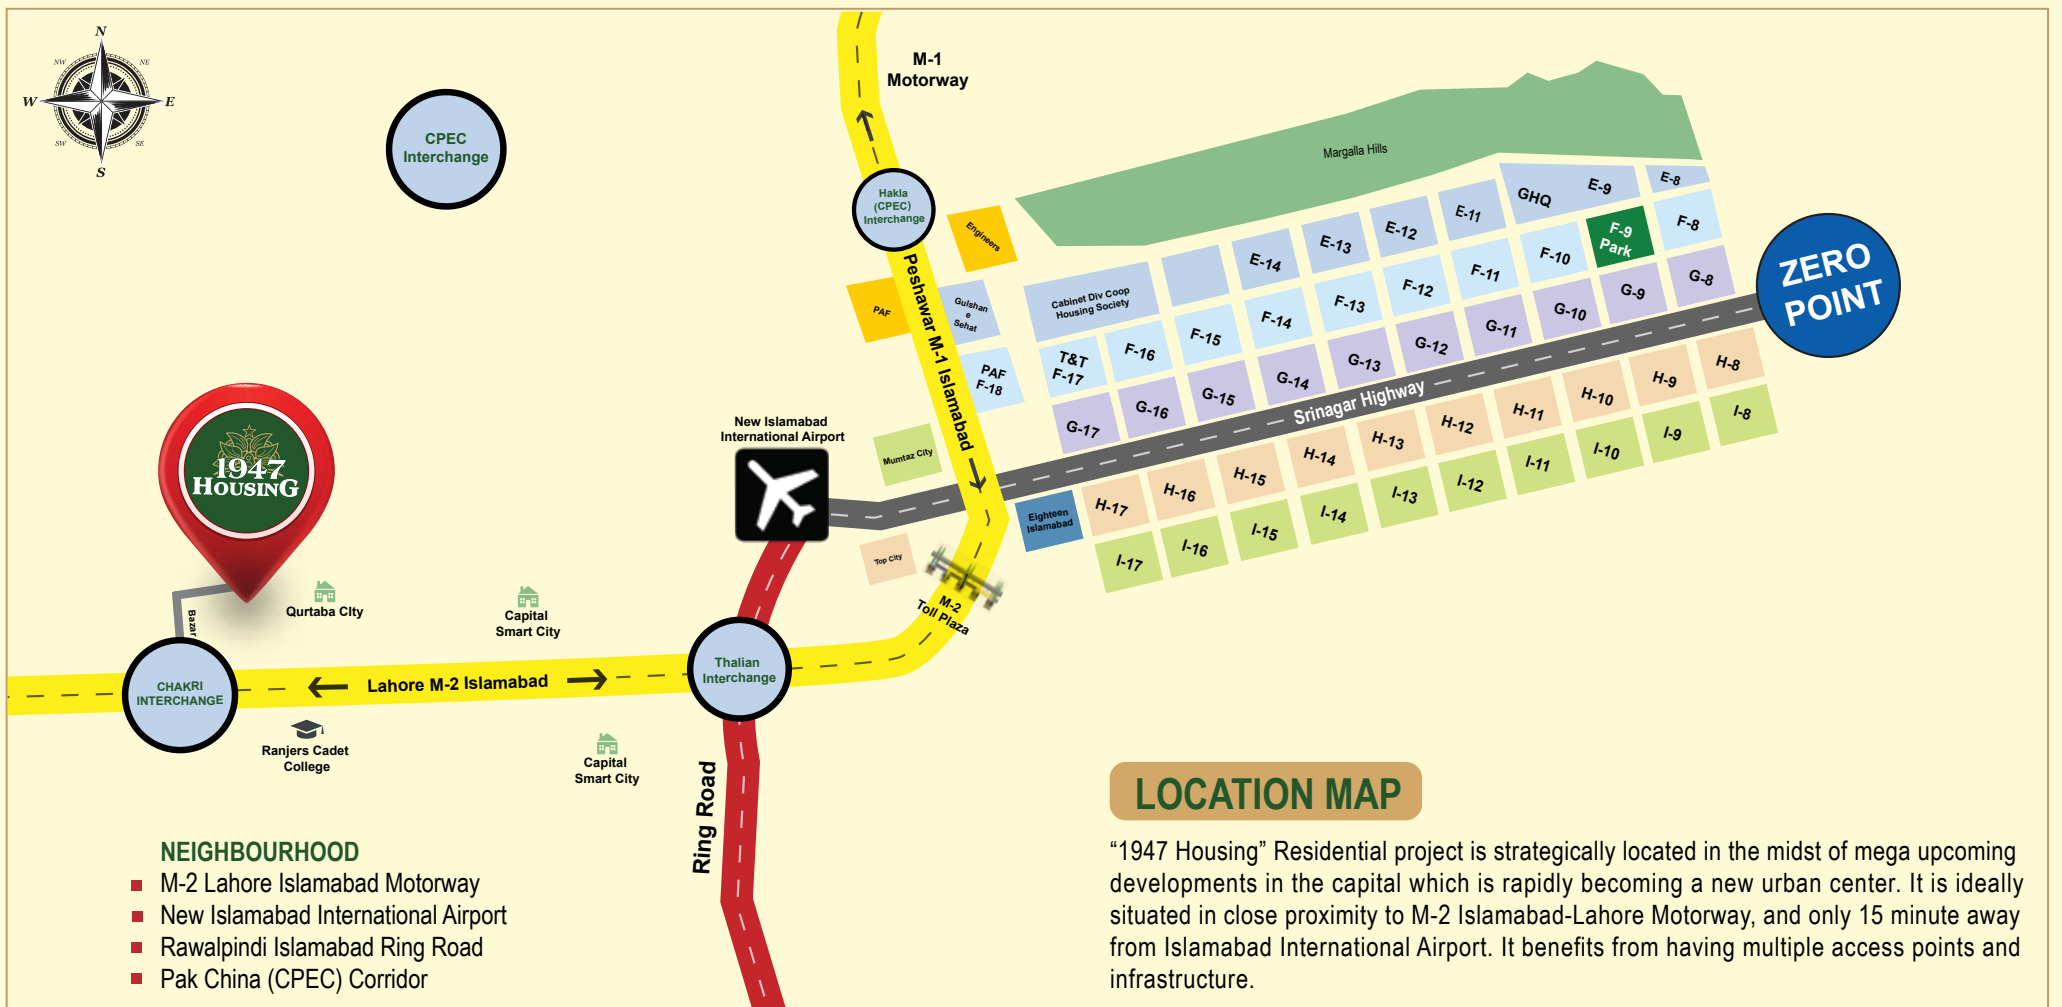 N
NW
NE
W
E
SW
SE
S
CPEC
Interchange
M-1
Motorway
Hakla
(CPEC)
Interchange
Peshawar M-1 Islamabad
Engineers
PAF
Gulshan
e
Sehat
PAF
F-18
Mumtaz City
Margalla Hills
Cabinet Div Coop
Housing Society
E-14
E-13
E-12
E-11
GHQ
E-9
E-8
T&T
F-17
F-16
F-15
F-14
F-13
F-12
F-11
F-10
F-9
Park
F-8
G-17
G-16
G-15
G-14
G-13
G-12
G-11
G-10
G-9
G-8
Srinagar Highway
ZERO
POINT
Eighteen
Islamabad
H-17
H-16
H-15
H-14
H-13
H-12
H-11
H-10
H-9
H-8
I-17
I-16
I-15
I-14
I-13
I-12
I-11
I-10
I-9
I-8
New Islamabad
International Airport
Top City
M-2
Toll Plaza
1947
HOUSING
Bazar
Qurtaba CIty
Capital
Smart City
CHAKRI
INTERCHANGE
Lahore M-2 Islamabad
Thalian
Interchange
Ranjers Cadet
College
Capital
Smart City
Ring Road
NEIGHBOURHOOD
M-2 Lahore Islamabad Motorway
New Islamabad International Airport
Rawalpindi Islamabad Ring Road
Pak China (CPEC) Corridor
LOCATION MAP
“1947 Housing” Residential project is strategically located in the midst of mega upcoming
developments in the capital which is rapidly becoming a new urban center. It is ideally
situated in close proximity to M-2 Islamabad-Lahore Motorway, and only 15 minute away
from Islamabad International Airport. It benefits from having multiple access points and
infrastructure.